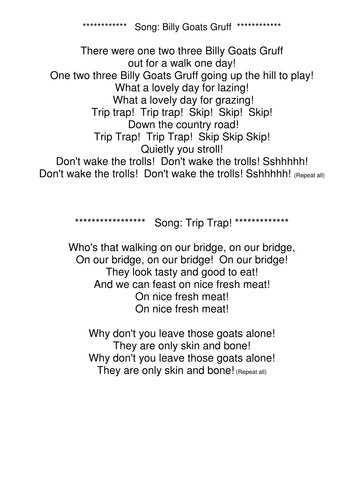 ************ Song: Billy Goats Gruff ************
There were one two three Billy Goats Gruff
out for a walk one day!
One two three Billy Goats Gruff going up the hill to play!
What a lovely day for lazing!
What a lovely day for grazing!
Trip trap! Trip trap! Skip! Skip! Skip!
Down the country road!
Trip Trap! Trip Trap! Skip Skip Skip!
Quietly you stroll!
Don't wake the trolls! Don't wake the trolls! Sshhhhh!
Don't wake the trolls! Don't wake the trolls! Sshhhhh! (Repeat all)
***************** Song: Trip Trap! *************
Who's that walking on our bridge, on our bridge,
On our bridge, on our bridge! On our bridge!
They look tasty and good to eat!
And we can feast on nice fresh meat!
On nice fresh meat!
On nice fresh meat!
Why don't you leave those goats alone!
They are only skin and bone!
Why don't you leave those goats alone!
They are only skin and bone! (Repeat all)